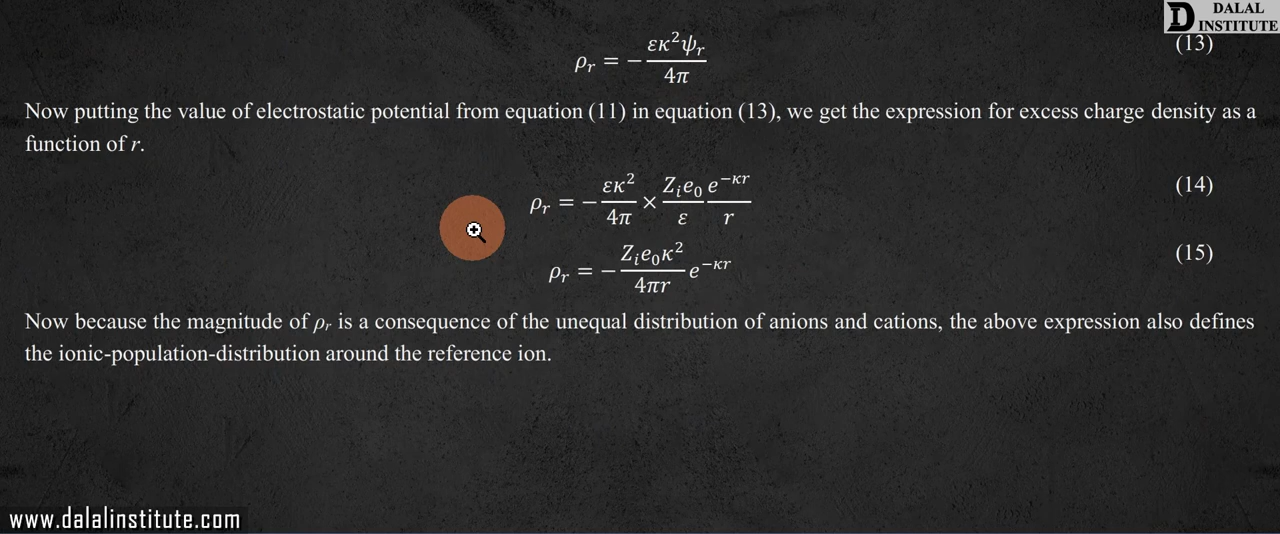 DALAL
INSTITUTE
ρᵣ = − εκ²ψᵣ / 4π (13)
Now putting the value of electrostatic potential from equation (11) in equation (13), we get the expression for excess charge density as a
function of r.
ρᵣ = − εκ² / 4π × Zᵢe₀ / ε e^(−κr) / r (14)
ρᵣ = − Zᵢe₀κ² / 4πr e^(−κr) (15)
Now because the magnitude of ρᵣ is a consequence of the unequal distribution of anions and cations, the above expression also defines
the ionic-population-distribution around the reference ion.
www.dalalinstitute.com